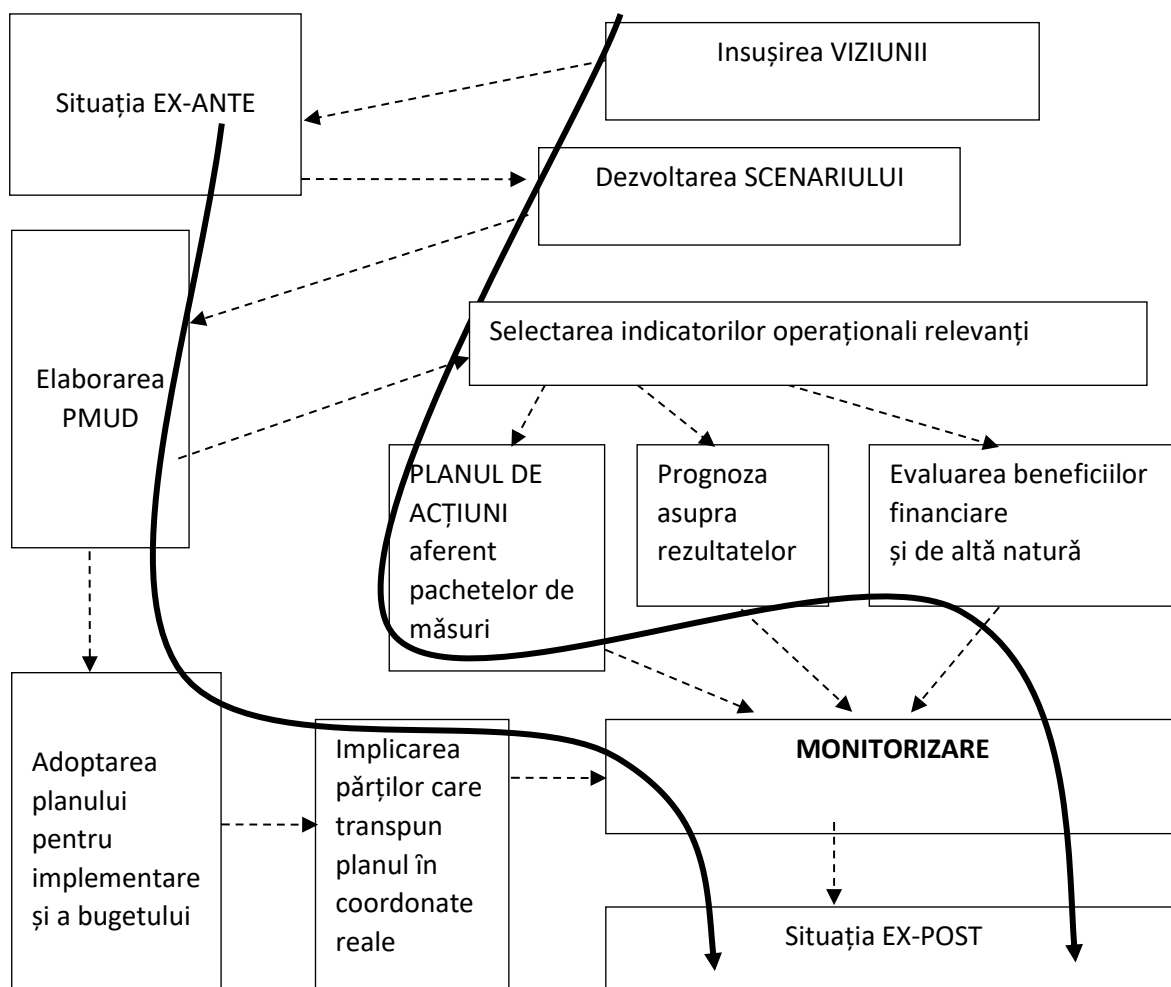 Insușirea VIZIUNII
Situația EX-ANTE
Dezvoltarea SCENARIULUI
Selectarea indicatorilor operaționali relevanți
Elaborarea
PMUD
PLANUL DE
ACȚIUNI
aferent
pachetelor de
măsuri
Prognoza
asupra
rezultatelor
Evaluarea beneficiilor
financiare
și de altă natură
Adoptarea
planului
pentru
implementare
și a bugetului
Implicarea
părților care
transpun
planul în
coordonate
reale
MONITORIZARE
Situația EX-POST